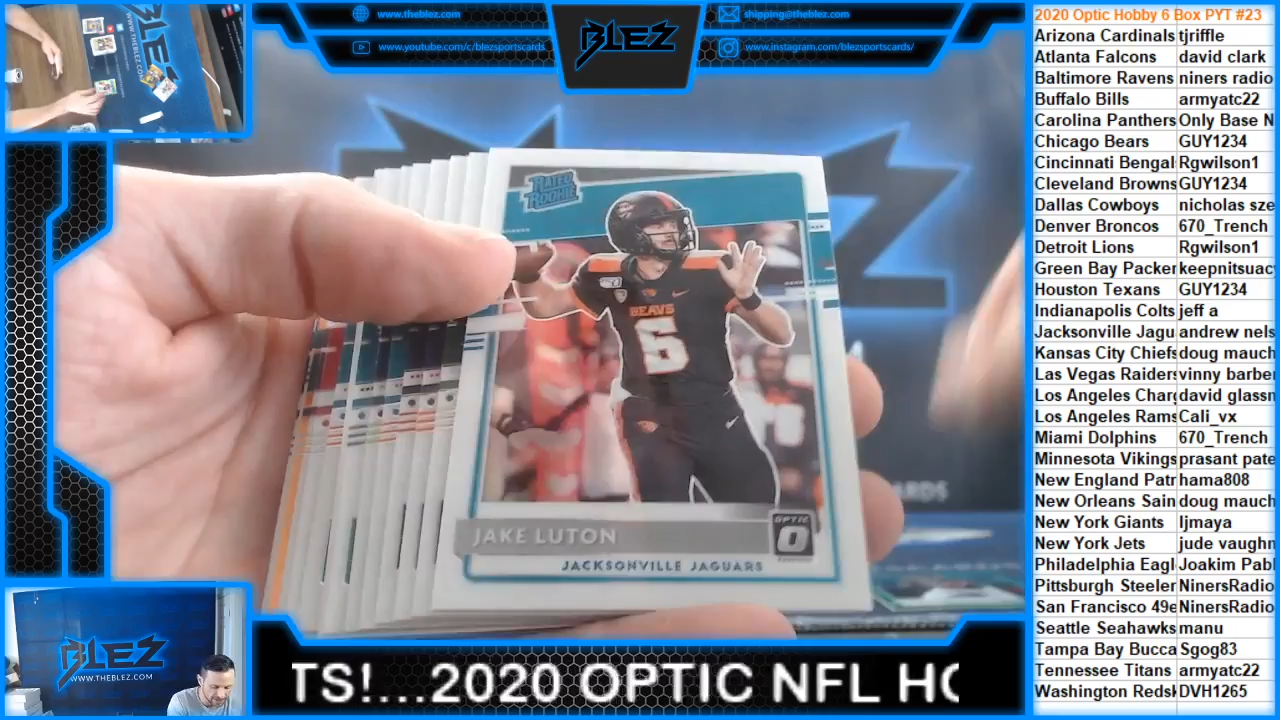 www.theblez.com
www.youtube.com/c/blezsportscards
BLEZ
shipping@theblez.com
www.instagram.com/blezsportscards/
RATED ROOKIE
BEAVS
6
JAKE LUTON
OPTIC
JACKSONVILLE JAGUARS
ARDS
BLEZ
WWW.THEBLEZ.COM
TS!...2020 OPTIC NFL HO
2020 Optic Hobby 6 Box PYT #23
Arizona Cardinals tjriffle
Atlanta Falcons david clark
Baltimore Ravens niners radio
Buffalo Bills armyatc22
Carolina Panthers Only Base N
Chicago Bears GUY1234
Cincinnati Bengal Rgwilson1
Cleveland Browns GUY1234
Dallas Cowboys nicholas sze
Denver Broncos 670_Trench
Detroit Lions Rgwilson1
Green Bay Packer keepnitsuac
Houston Texans GUY1234
Indianapolis Colts jeff a
Jacksonville Jagu andrew nels
Kansas City Chiefs doug mauch
Las Vegas Raiders vinny barbe
Los Angeles Charg david glassn
Los Angeles Rams Cali_vx
Miami Dolphins 670_Trench
Minnesota Vikings prasant pate
New England Patr hama808
New Orleans Sain doug mauch
New York Giants ljmaya
New York Jets jude vaughn
Philadelphia Eagl Joakim Pabl
Pittsburgh Steeler NinersRadio
San Francisco 49e NinersRadio
Seattle Seahawks manu
Tampa Bay Bucca Sgog83
Tennessee Titans armyatc22
Washington Redsk DVH1265